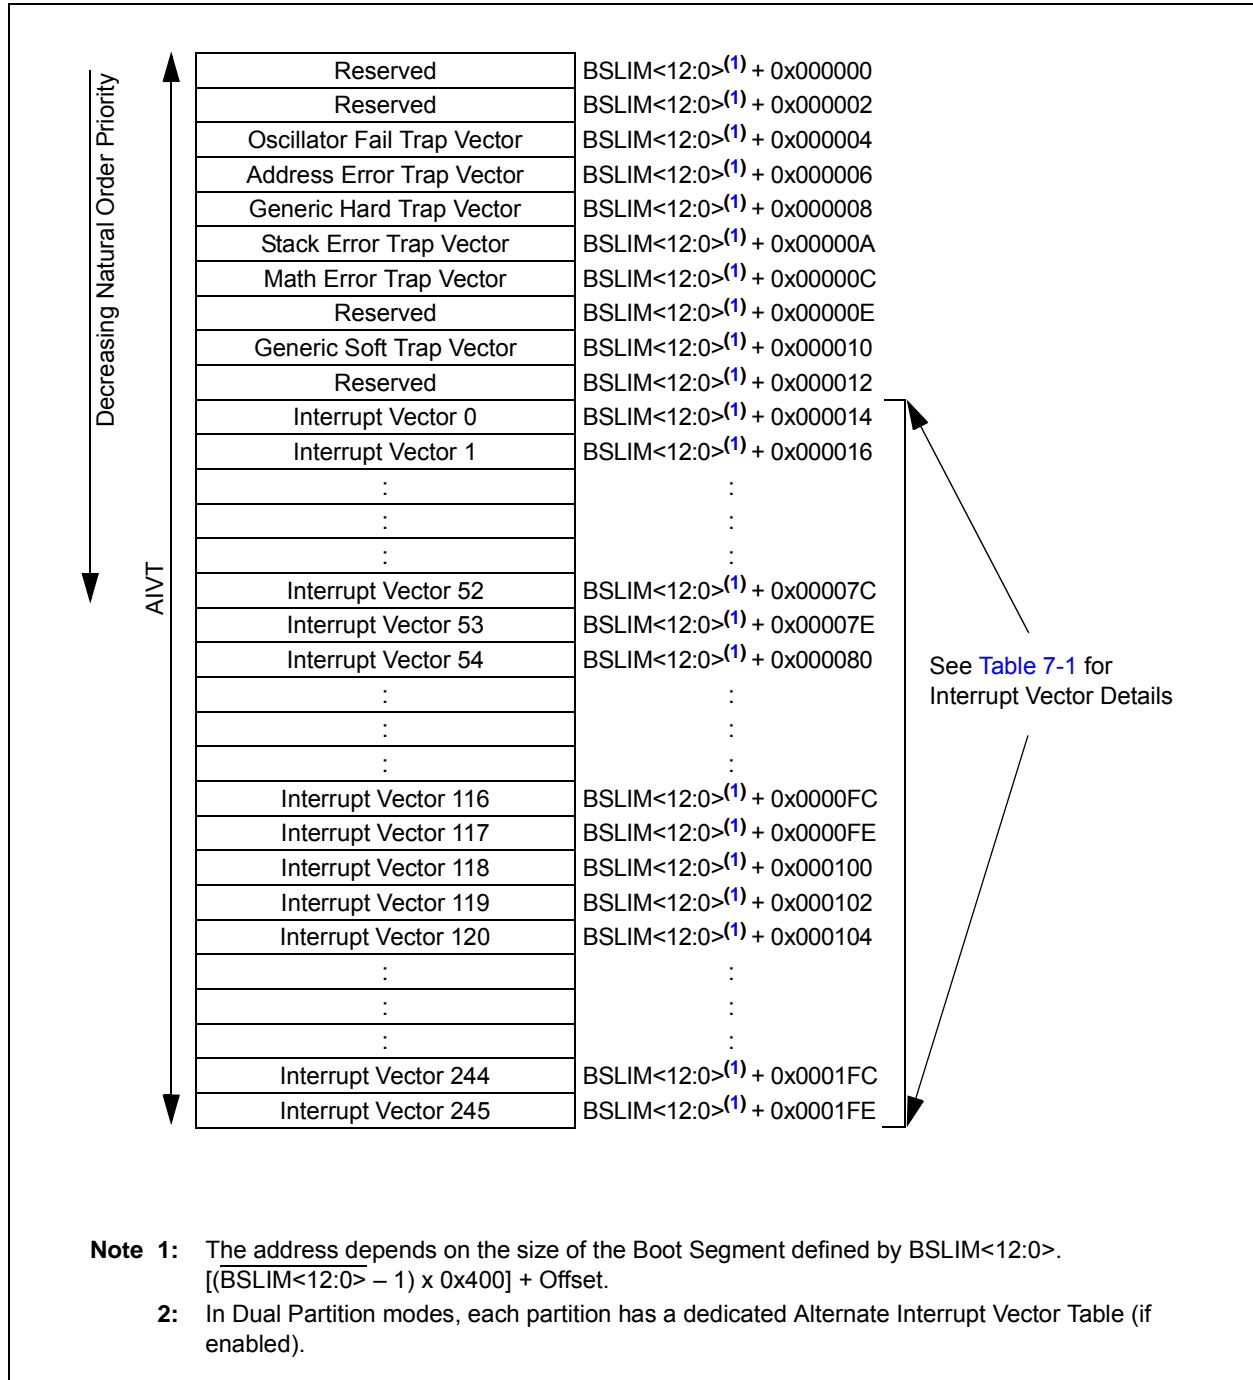 Decreasing Natural Order Priority
AIVT
Reserved BSLIM<12:0>(1) + 0x000000
Reserved BSLIM<12:0>(1) + 0x000002
Oscillator Fail Trap Vector BSLIM<12:0>(1) + 0x000004
Address Error Trap Vector BSLIM<12:0>(1) + 0x000006
Generic Hard Trap Vector BSLIM<12:0>(1) + 0x000008
Stack Error Trap Vector BSLIM<12:0>(1) + 0x00000A
Math Error Trap Vector BSLIM<12:0>(1) + 0x00000C
Reserved BSLIM<12:0>(1) + 0x00000E
Generic Soft Trap Vector BSLIM<12:0>(1) + 0x000010
Reserved BSLIM<12:0>(1) + 0x000012
Interrupt Vector 0 BSLIM<12:0>(1) + 0x000014
Interrupt Vector 1 BSLIM<12:0>(1) + 0x000016
: :
: :
: :
Interrupt Vector 52 BSLIM<12:0>(1) + 0x00007C
Interrupt Vector 53 BSLIM<12:0>(1) + 0x00007E
Interrupt Vector 54 BSLIM<12:0>(1) + 0x000080
: :
: :
: :
Interrupt Vector 116 BSLIM<12:0>(1) + 0x0000FC
Interrupt Vector 117 BSLIM<12:0>(1) + 0x0000FE
Interrupt Vector 118 BSLIM<12:0>(1) + 0x000100
Interrupt Vector 119 BSLIM<12:0>(1) + 0x000102
Interrupt Vector 120 BSLIM<12:0>(1) + 0x000104
: :
: :
: :
Interrupt Vector 244 BSLIM<12:0>(1) + 0x0001FC
Interrupt Vector 245 BSLIM<12:0>(1) + 0x0001FE
See Table 7-1 for
Interrupt Vector Details
Note 1: The address depends on the size of the Boot Segment defined by BSLIM<12:0>.
[(B̅S̅L̅I̅M̅<̅1̅2̅:̅0̅>̅ – 1) x 0x400] + Offset.
2: In Dual Partition modes, each partition has a dedicated Alternate Interrupt Vector Table (if
enabled).